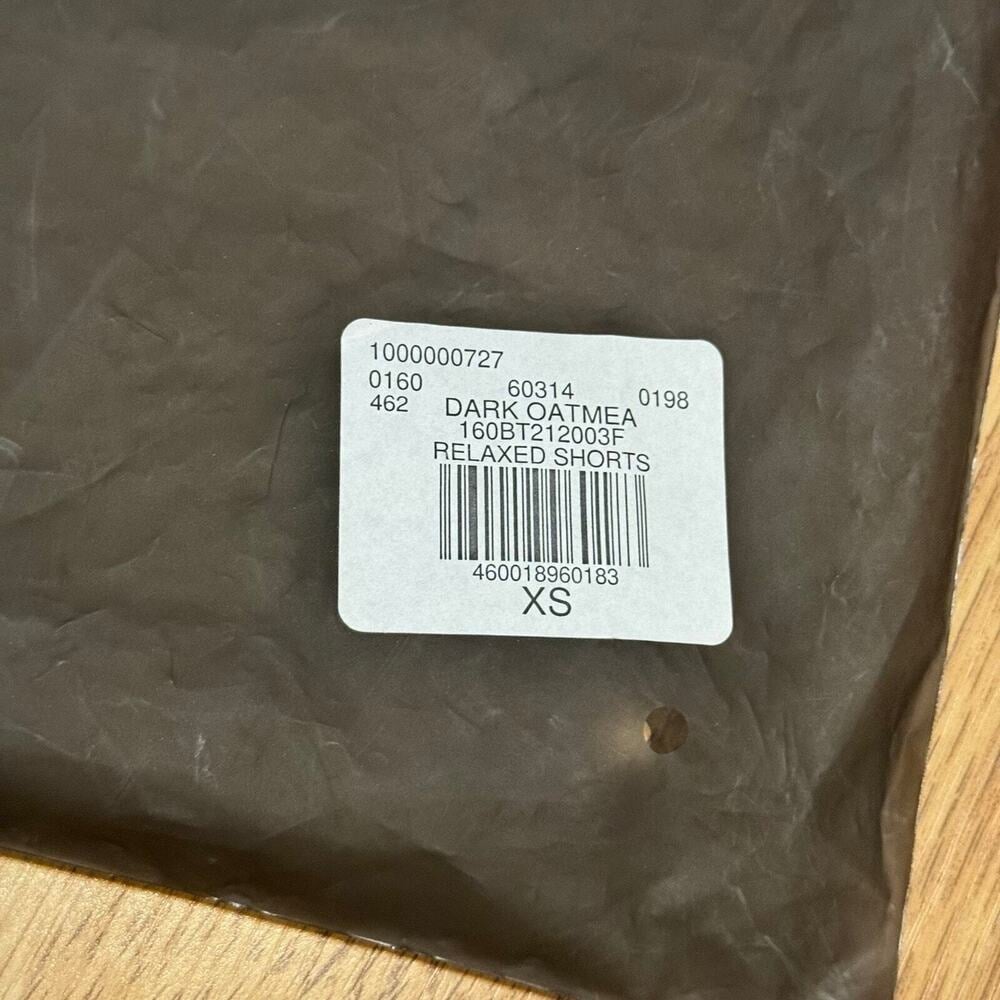 1000000727
0160 60314 0198
462 DARK OATMEA
160BT212003F
RELAXED SHORTS
460018960183
XS